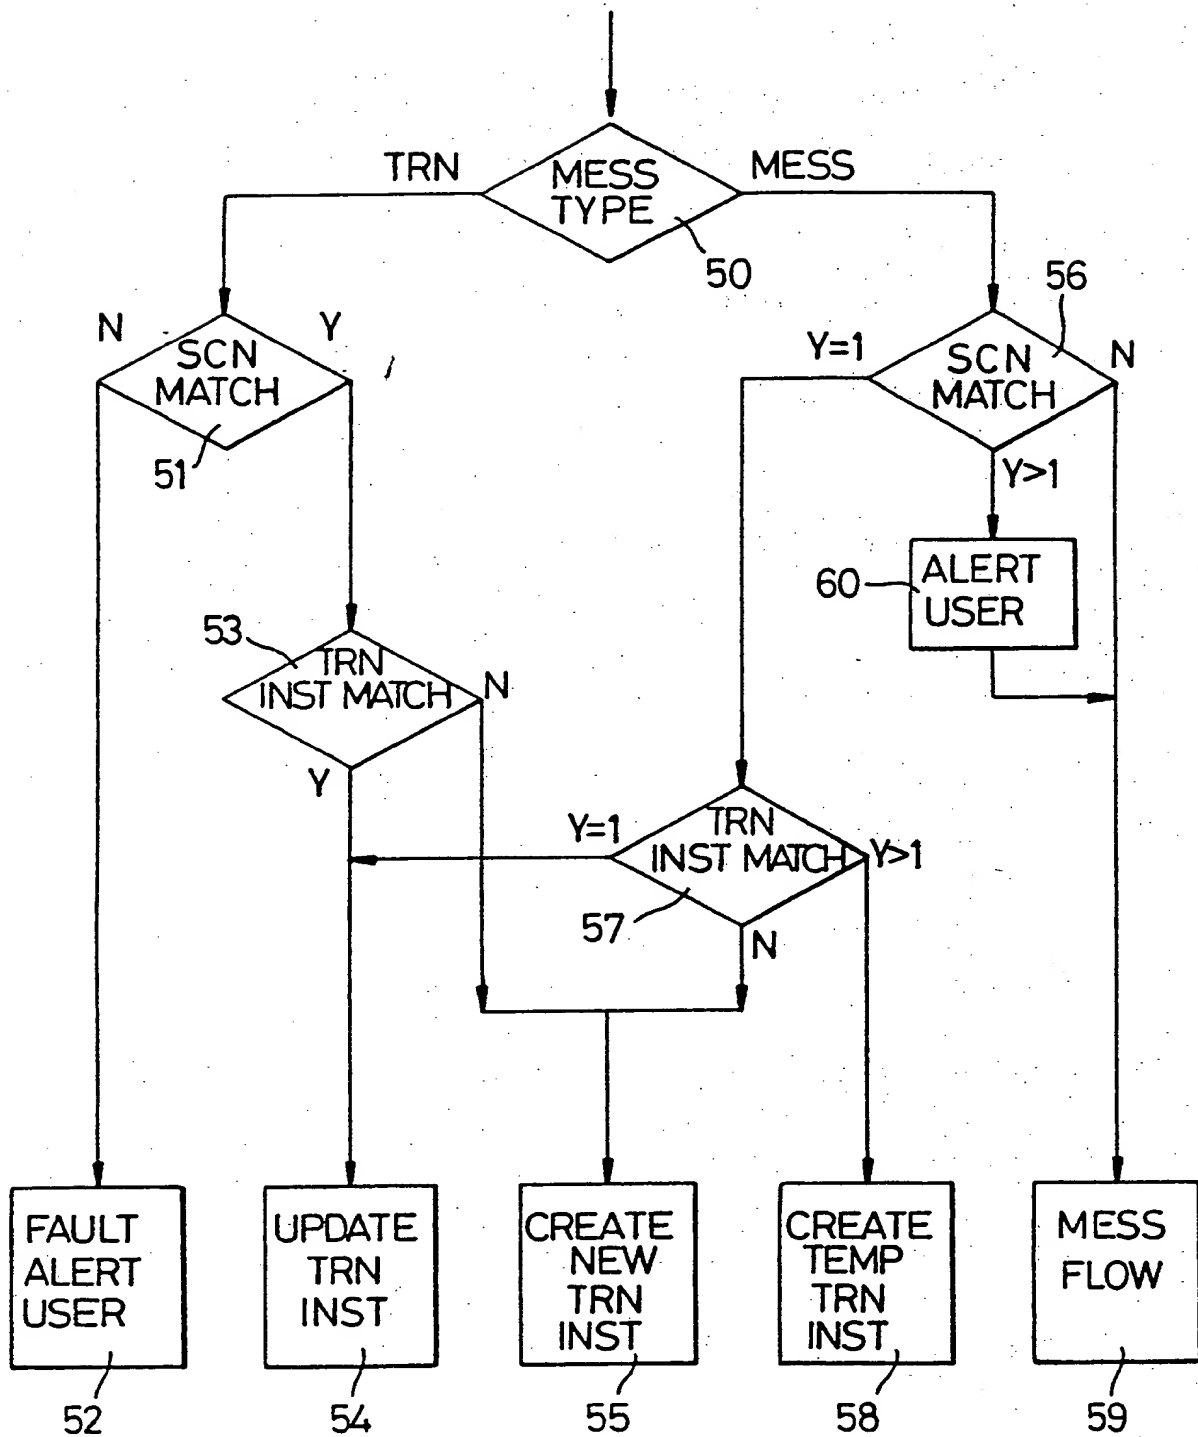 TRN
MESS
TYPE
MESS
50
56
N
SCN
MATCH
Y
51
Y=1
SCN
MATCH
N
Y>1
60
ALERT
USER
53
TRN
INST MATCH
N
Y
Y=1
TRN
INST MATCH
Y>1
57
N
FAULT
ALERT
USER
UPDATE
TRN
INST
CREATE
NEW
TRN
INST
CREATE
TEMP
TRN
INST
MESS
FLOW
52
54
55
58
59